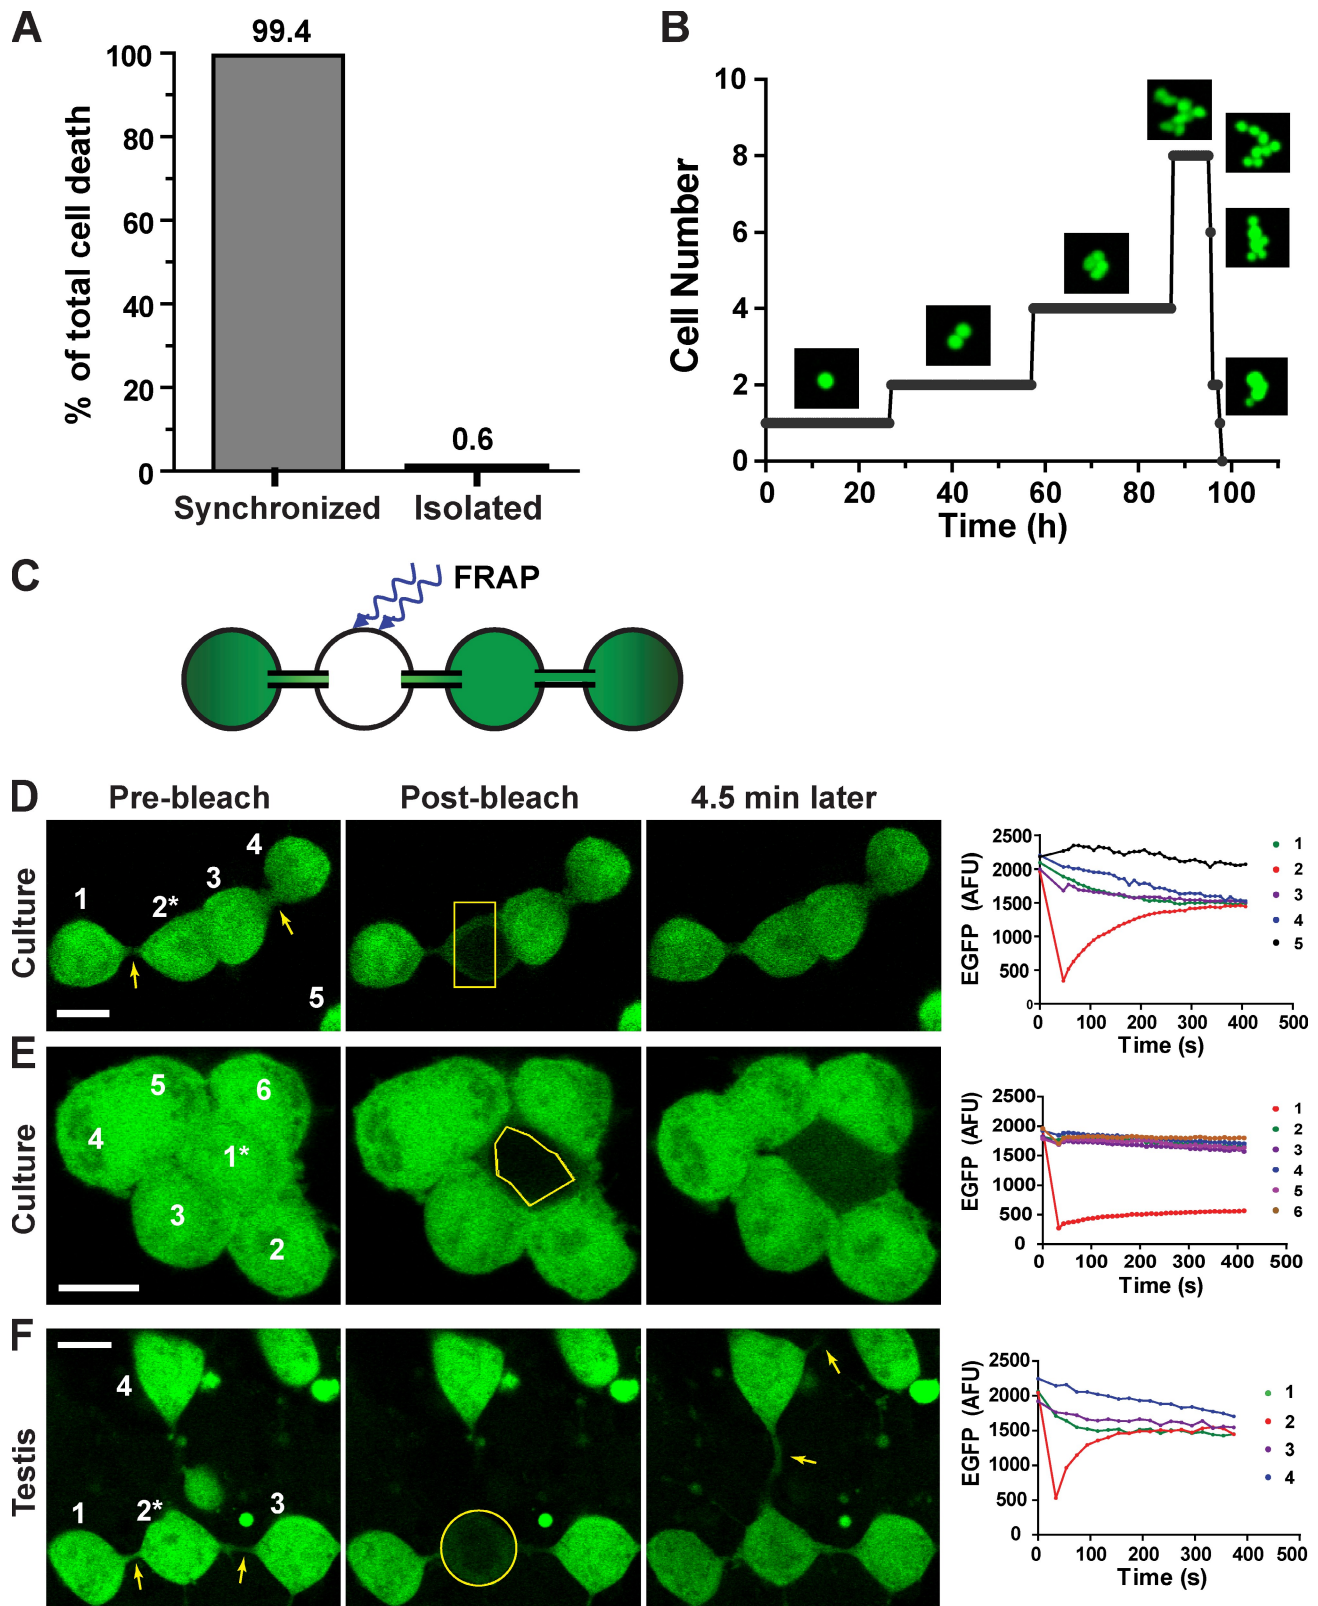 A
99.4
100
80
60
40
20
0
% of total cell death
0.6
Synchronized
Isolated
B
10
8
6
4
2
0
Cell Number
0 20 40 60 80 100
Time (h)
C
FRAP
D
Pre-bleach
Post-bleach
4.5 min later
Culture
1
2*
3
4
5
2500
2000
1500
1000
500
0
EGFP (AFU)
0 100 200 300 400 500
Time (s)
1
2
3
4
5
E
Culture
5
6
4
1*
3
2
2500
2000
1500
1000
500
0
EGFP (AFU)
0 100 200 300 400 500
Time (s)
1
2
3
4
5
6
F
Testis
4
1
2*
3
2500
2000
1500
1000
500
0
EGFP (AFU)
0 100 200 300 400 500
Time (s)
1
2
3
4